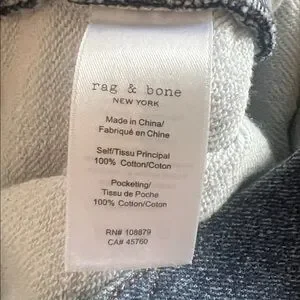 rag & bone
NEW YORK
Made in China/
Fabriqué en Chine
Self/Tissu Principal
100% Cotton/Coton
Pocketing/
Tissu de Poche
100% Cotton/Coton
RN# 108879
CA# 45760